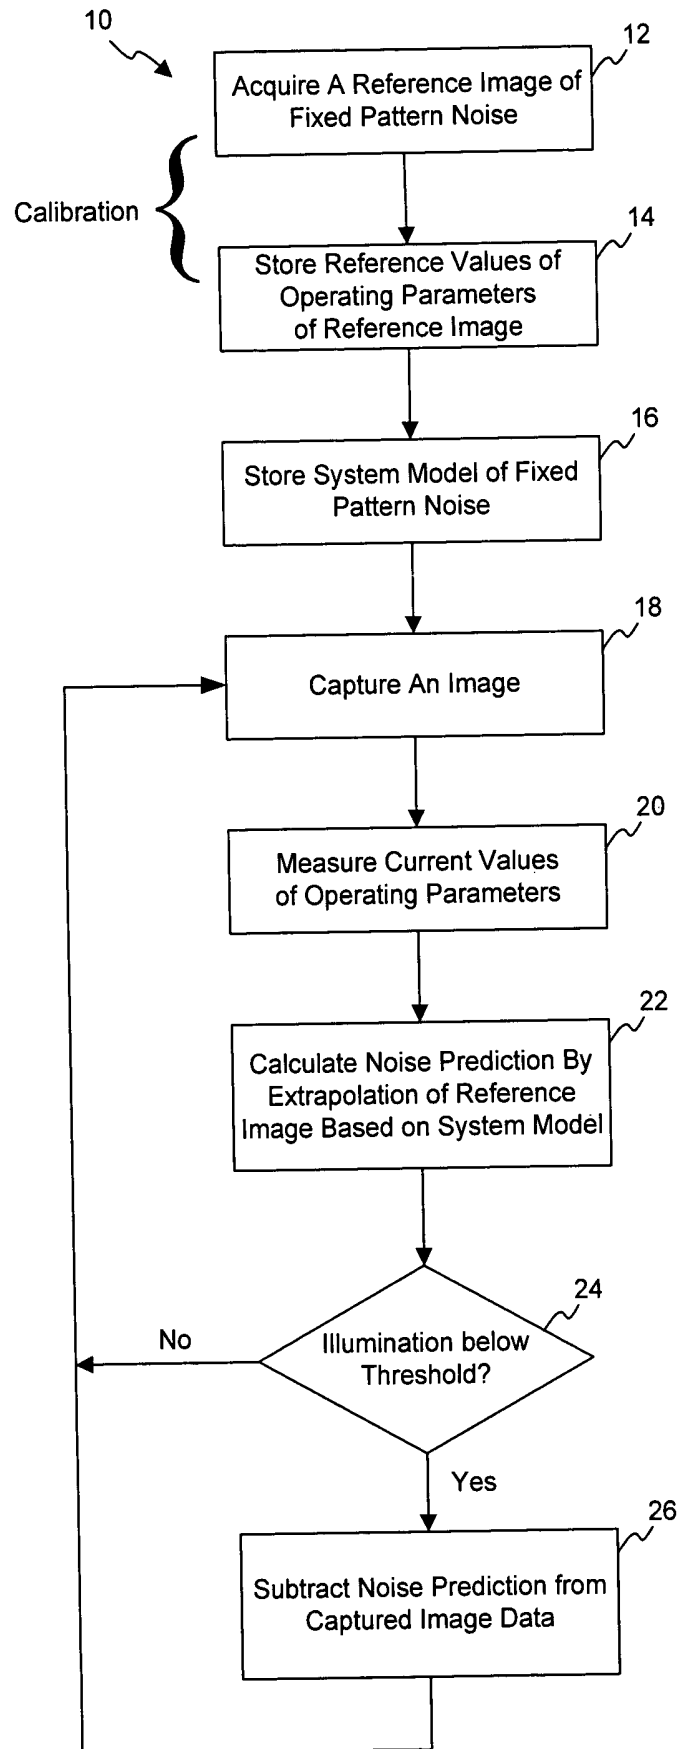 10
12
Acquire A Reference Image of
Fixed Pattern Noise
Calibration
14
Store Reference Values of
Operating Parameters
of Reference Image
16
Store System Model of Fixed
Pattern Noise
18
Capture An Image
20
Measure Current Values
of Operating Parameters
22
Calculate Noise Prediction By
Extrapolation of Reference
Image Based on System Model
24
Illumination below
Threshold?
No
Yes
26
Subtract Noise Prediction from
Captured Image Data